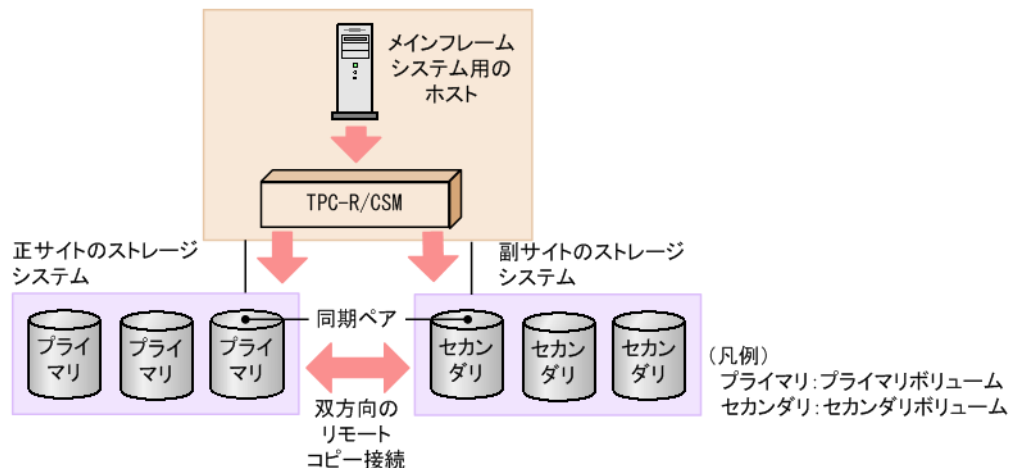 メインフレーム
システム用の
ホスト
TPC-R/CSM
正サイトのストレージ
システム
副サイトのストレージ
システム
プライ
マリ
プライ
マリ
プライ
マリ
同期ペア
セカン
ダリ
セカン
ダリ
セカン
ダリ
双方向の
リモート
コピー接続
（凡例）
プライマリ：プライマリボリューム
セカンダリ：セカンダリボリューム